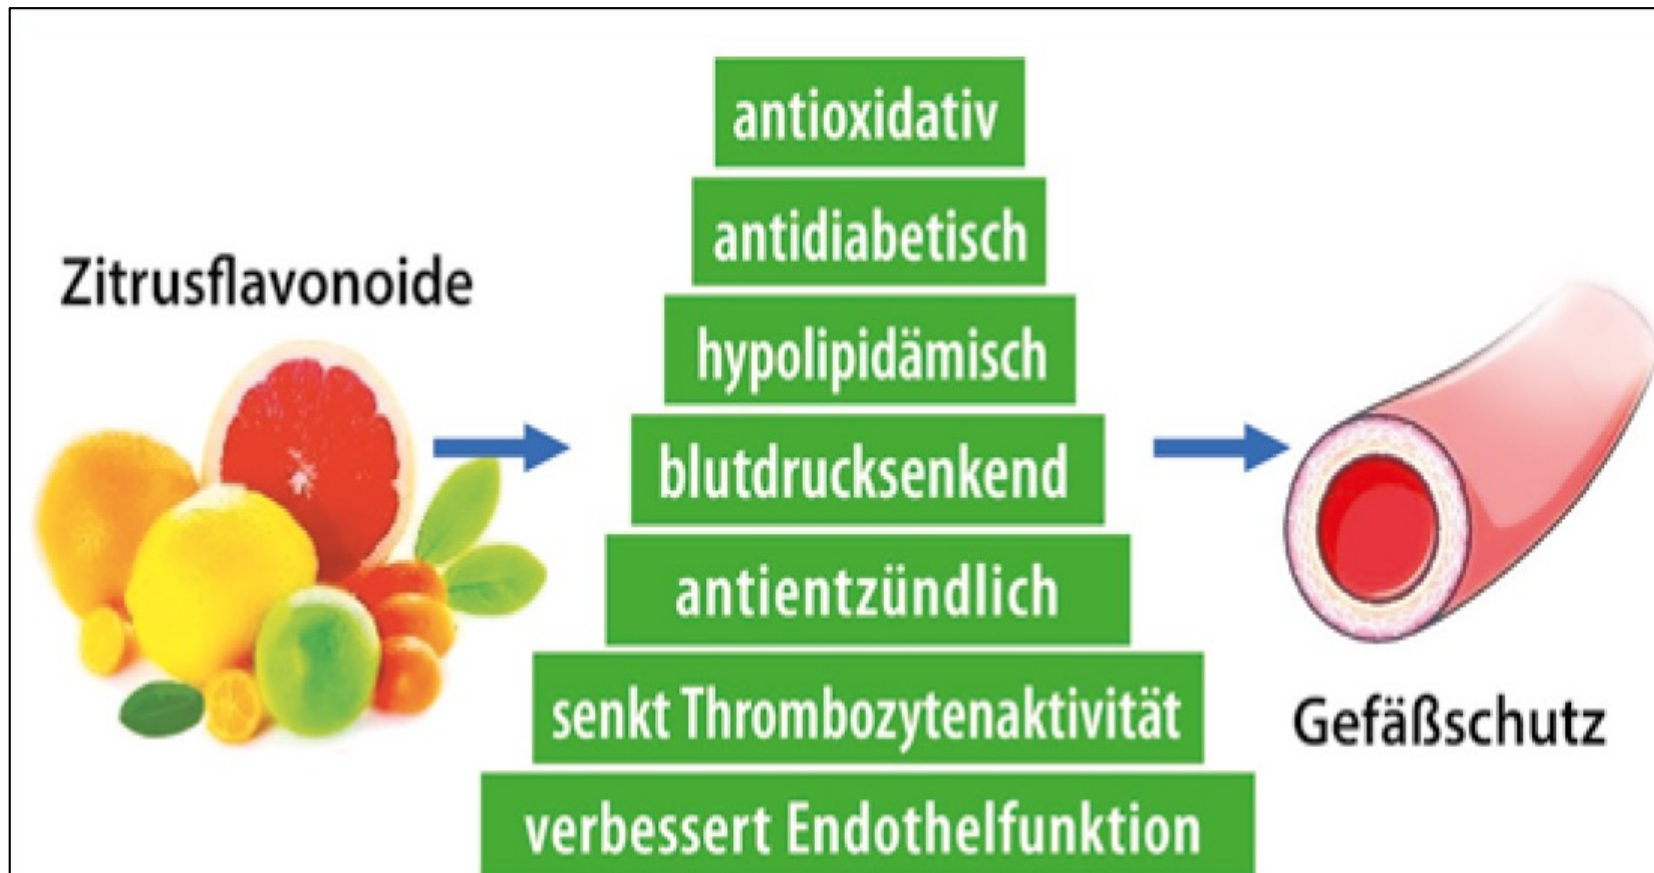 Zitrusflavonoide
antioxidativ
antidiabetisch
hypolipidämisch
blutdrucksenkend
antientzündlich
senkt Thrombozytenaktivität
verbessert Endothelfunktion
Gefäßschutz